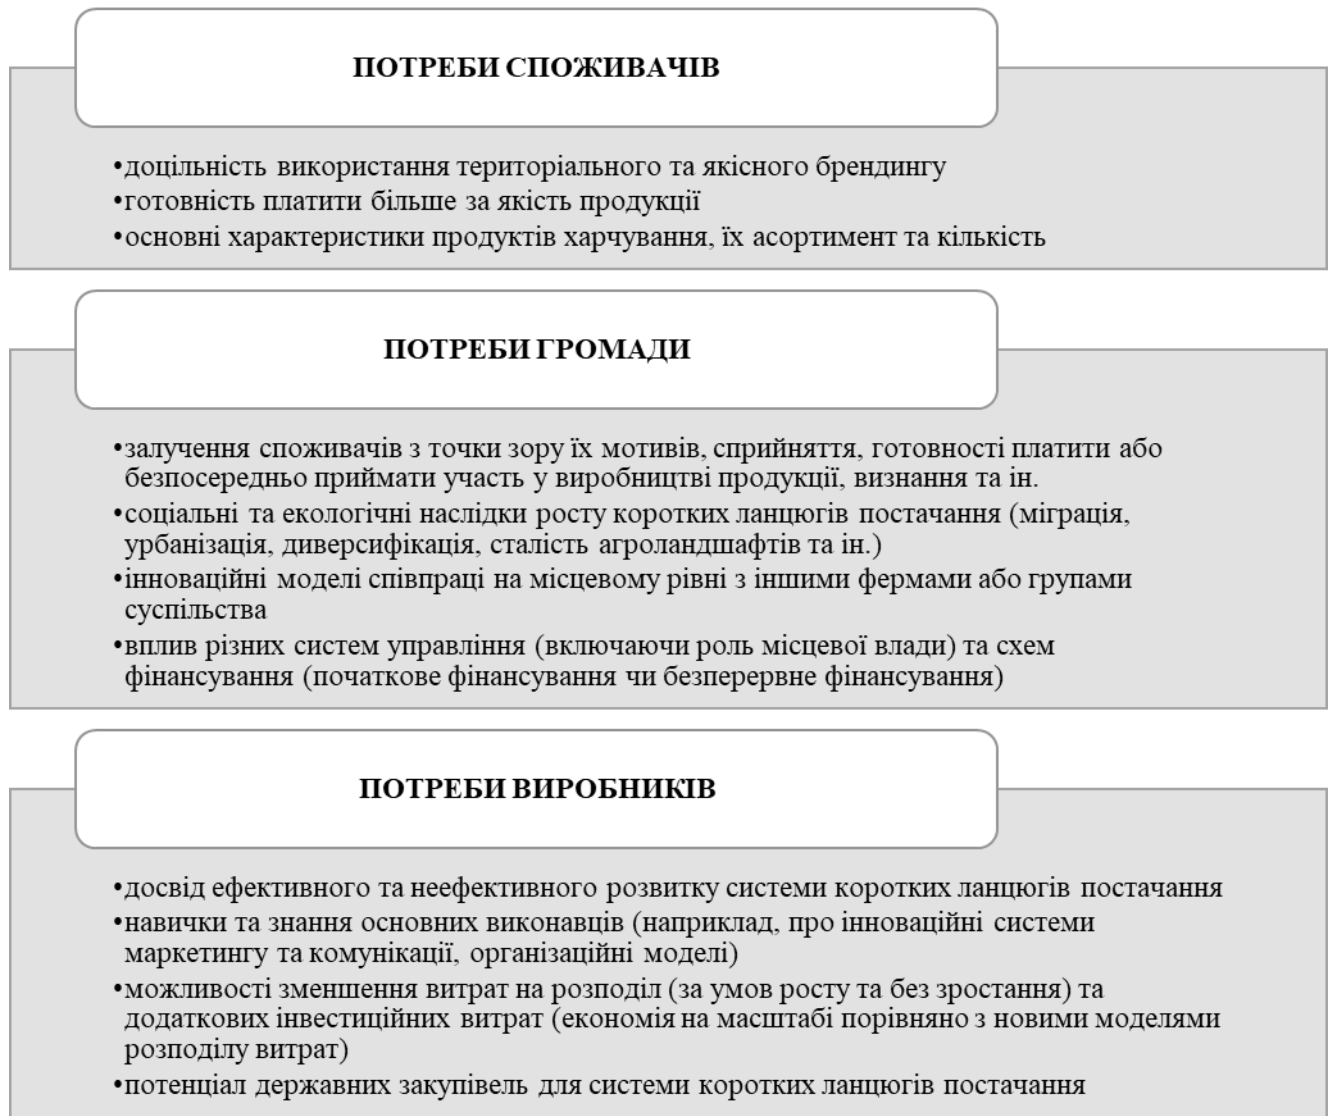 ПОТРЕБИ СПОЖИВАЧІВ
•доцільність використання територіального та якісного брендингу
•готовність платити більше за якість продукції
•основні характеристики продуктів харчування, їх асортимент та кількість
ПОТРЕБИ ГРОМАДИ
•залучення споживачів з точки зору їх мотивів, сприйняття, готовності платити або
безпосередньо приймати участь у виробництві продукції, визнання та ін.
•соціальні та екологічні наслідки росту коротких ланцюгів постачання (міграція,
урбанізація, диверсифікація, сталість агроландшафтів та ін.)
•інноваційні моделі співпраці на місцевому рівні з іншими фермами або групами
суспільства
•вплив різних систем управління (включаючи роль місцевої влади) та схем
фінансування (початкове фінансування чи безперервне фінансування)
ПОТРЕБИ ВИРОБНИКІВ
•досвід ефективного та неефективного розвитку системи коротких ланцюгів постачання
•навички та знання основних виконавців (наприклад, про інноваційні системи
маркетингу та комунікації, організаційні моделі)
•можливості зменшення витрат на розподіл (за умов росту та без зростання) та
додаткових інвестиційних витрат (економія на масштабі порівняно з новими моделями
розподілу витрат)
•потенціал державних закупівель для системи коротких ланцюгів постачання